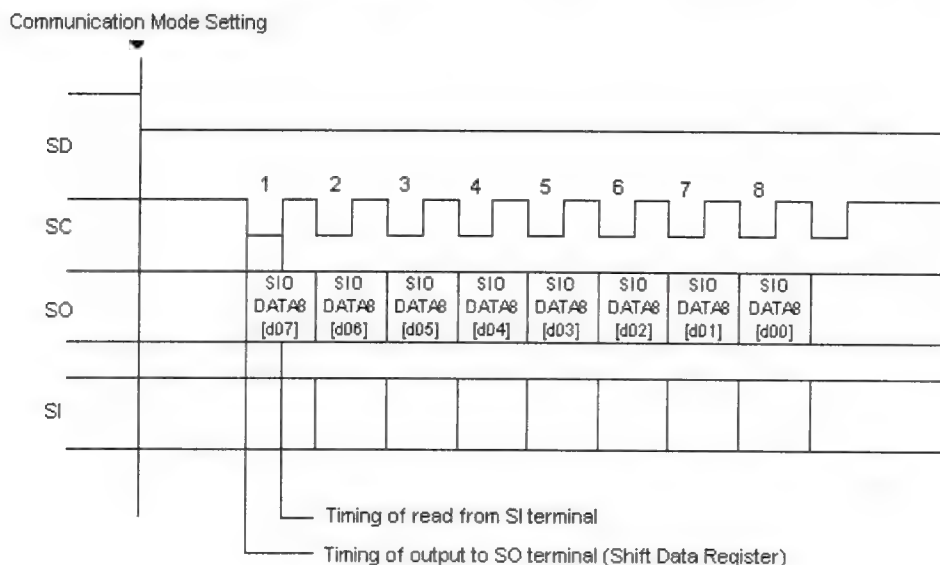 Communication Mode Setting
SD
1 2 3 4 5 6 7 8
SC
SO
SIO SIO SIO SIO SIO SIO SIO SIO
DATA8 DATA8 DATA8 DATA8 DATA8 DATA8 DATA8 DATA8
[d07] [d06] [d05] [d04] [d03] [d02] [d01] [d00]
SI
Timing of read from SI terminal
Timing of output to SO terminal (Shift Data Register)